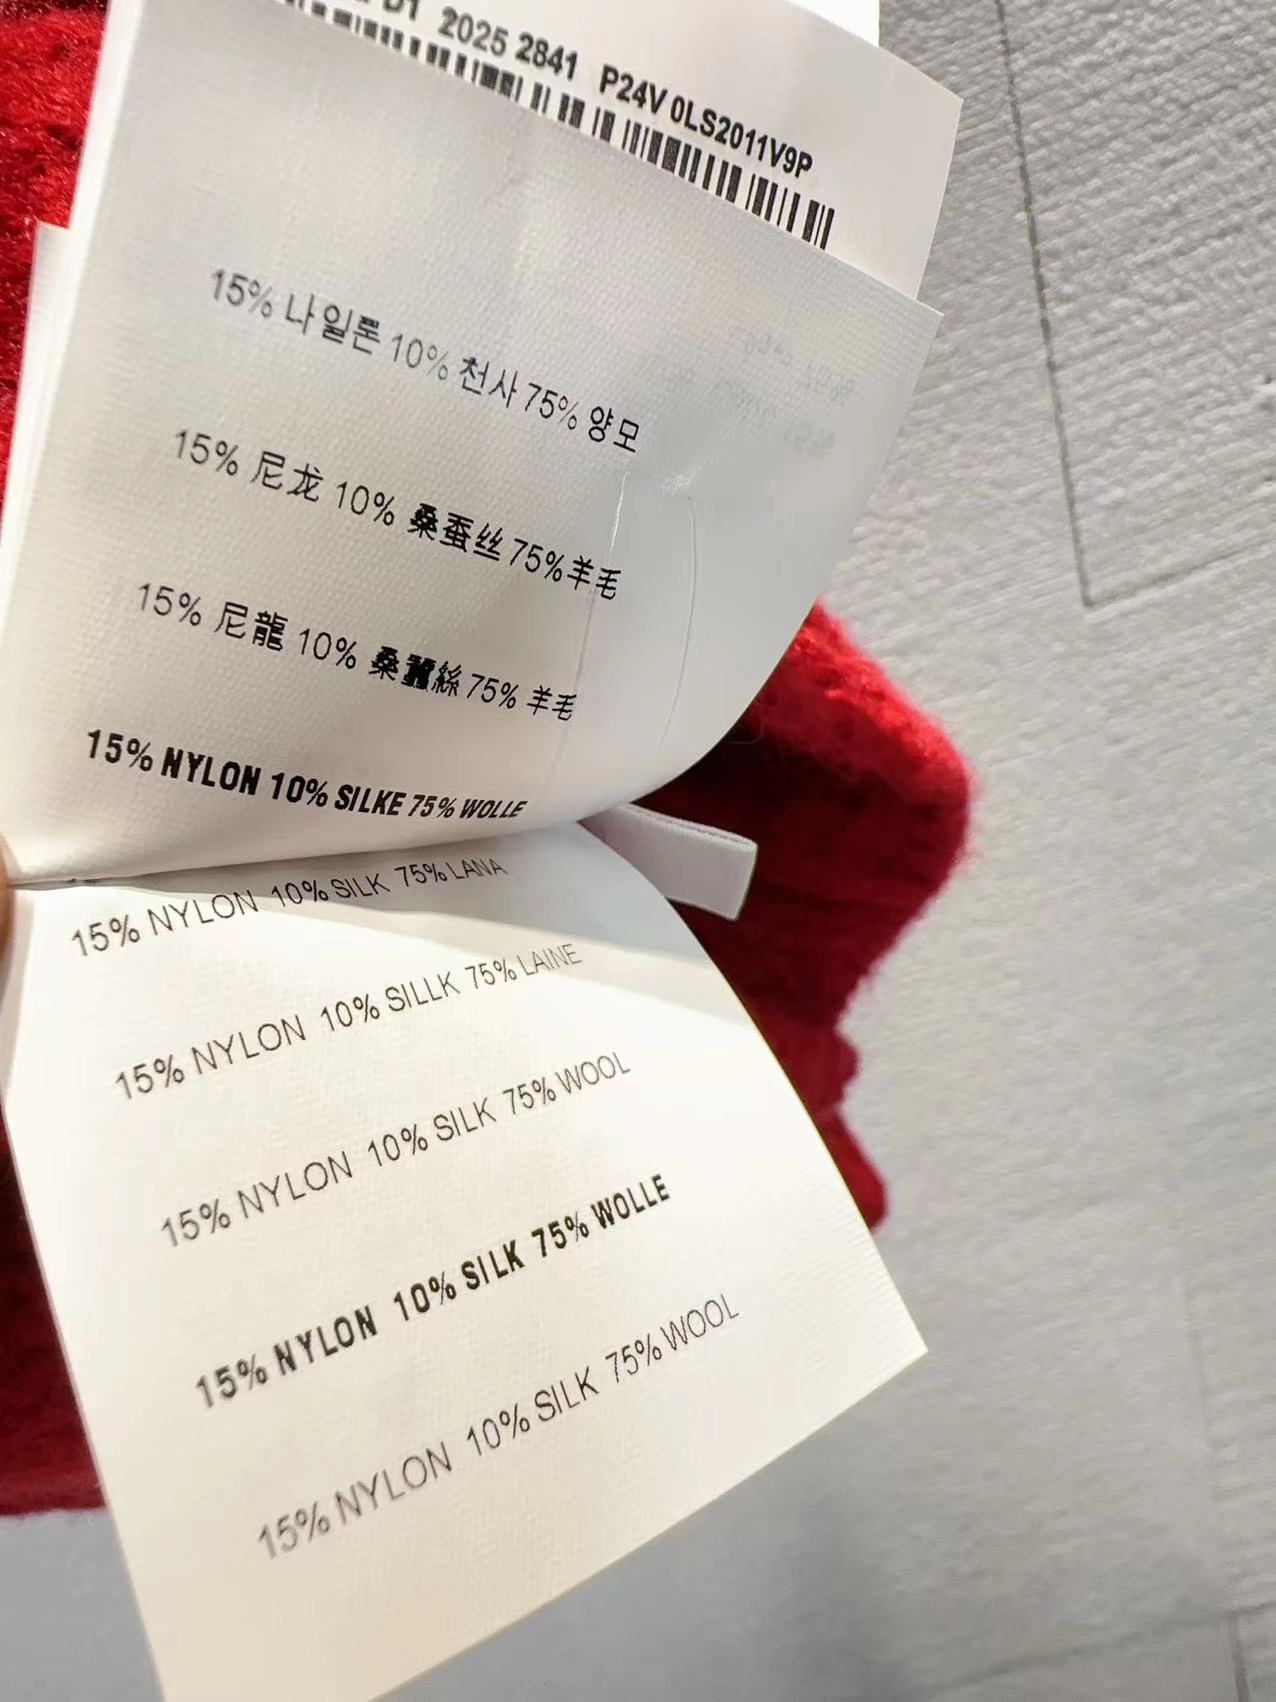 D1 2025 2841 P24V 0LS2011V9P
15% 나일론 10% 천사 75% 양모
15% 尼龙 10% 桑蚕丝 75%羊毛
15% 尼龍 10% 桑蠶絲 75% 羊毛
15% NYLON 10% SILKE 75% WOLLE
15% NYLON 10% SILK 75% LANA
15% NYLON 10% SILLK 75% LAINE
15% NYLON 10% SILK 75% WOOL
15% NYLON 10% SILK 75% WOLLE
15% NYLON 10% SILK 75% WOOL